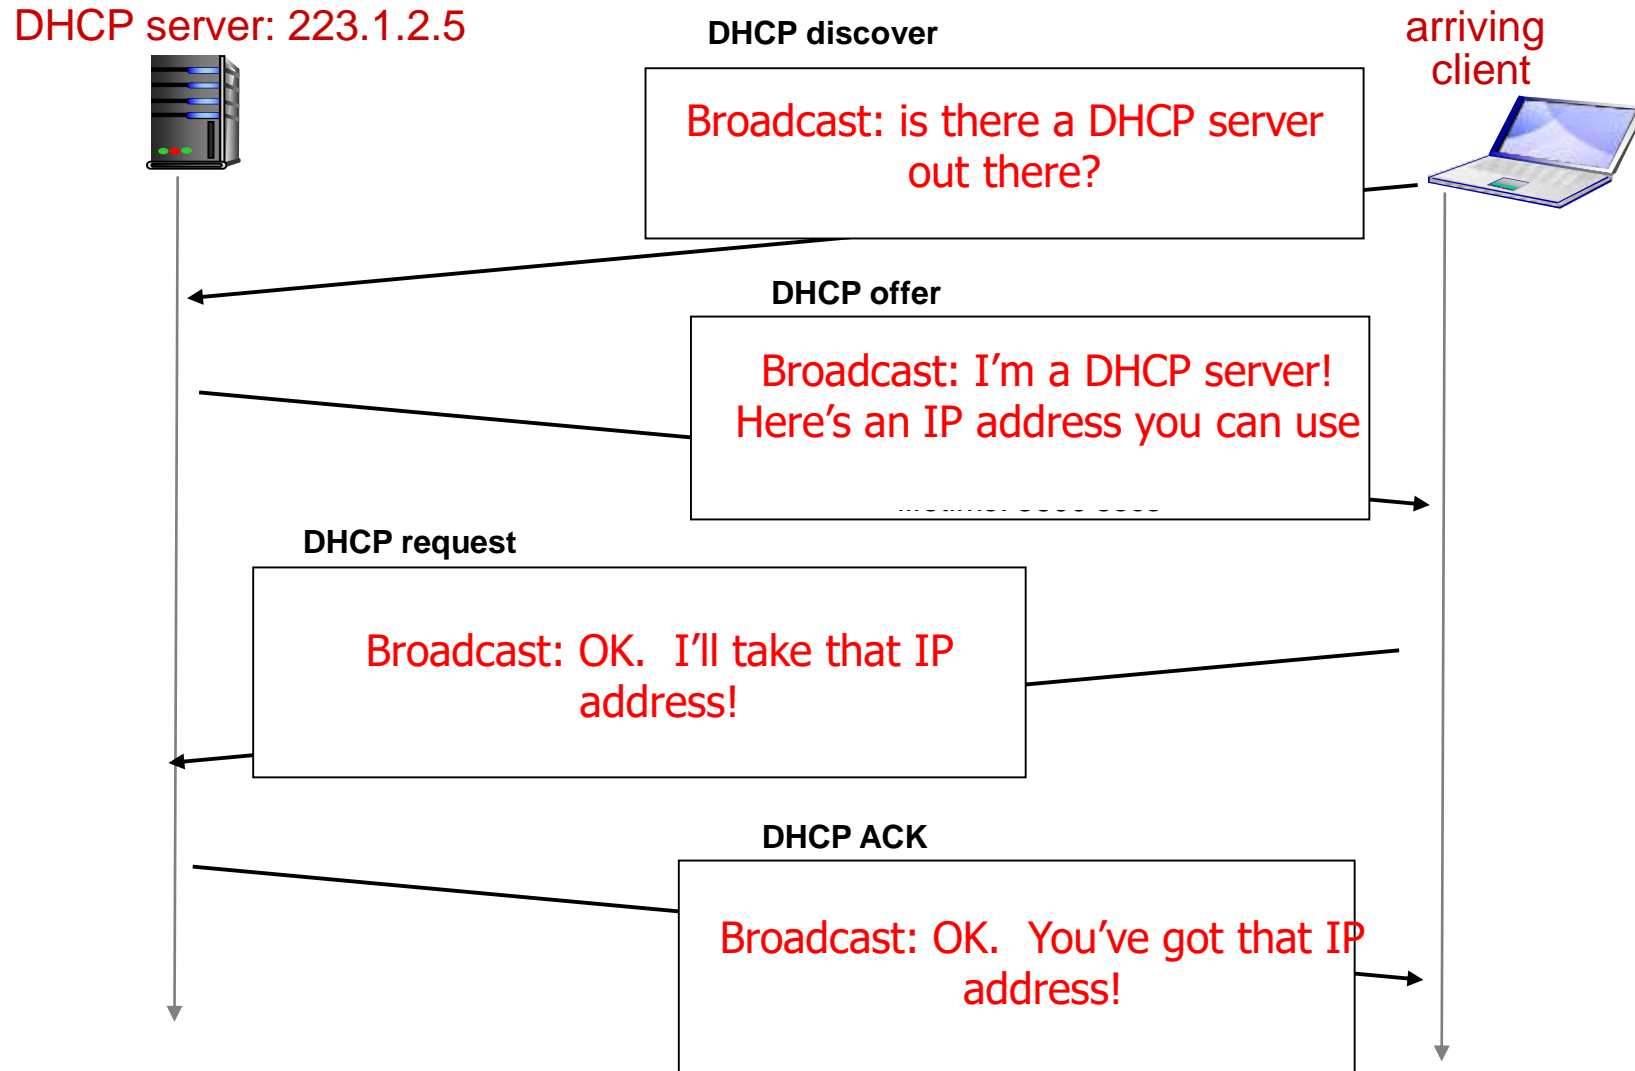 DHCP server: 223.1.2.5
DHCP discover
arriving
client
Broadcast: is there a DHCP server
out there?
DHCP offer
Broadcast: I’m a DHCP server!
Here’s an IP address you can use
DHCP request
Broadcast: OK.  I’ll take that IP
address!
DHCP ACK
Broadcast: OK.  You’ve got that IP
address!